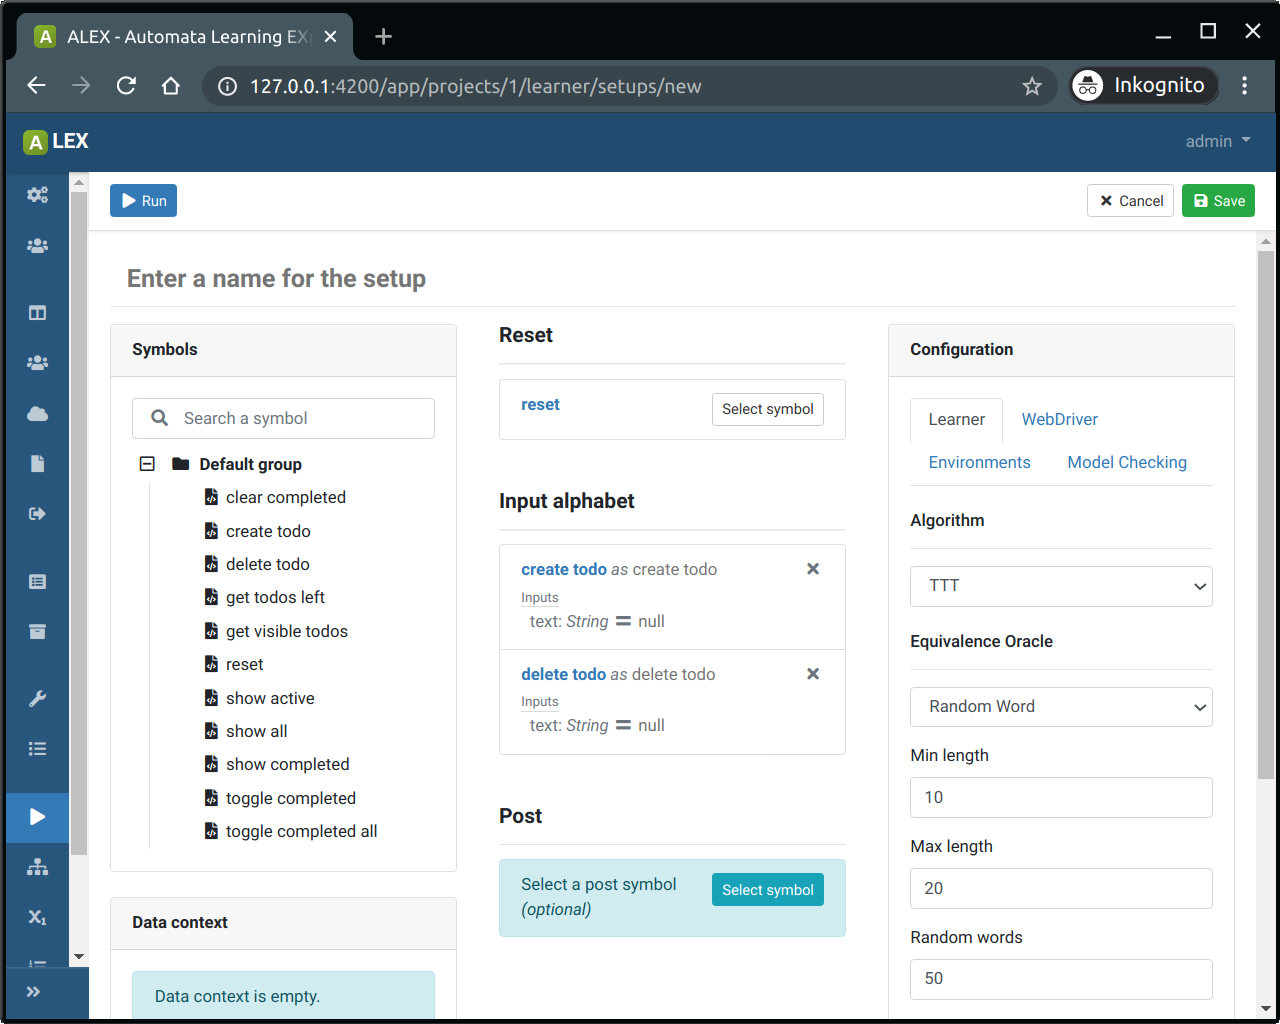 A ALEX - Automata Learning EX
127.0.0.1:4200/app/projects/1/learner/setups/new
Inkognito
A LEX
admin
Run
Cancel
Save
Enter a name for the setup
Symbols
Search a symbol
Default group
clear completed
create todo
delete todo
get todos left
get visible todos
reset
show active
show all
show completed
toggle completed
toggle completed all
Data context
Data context is empty.
Reset
reset
Select symbol
Input alphabet
create todo as create todo
Inputs
text: String = null
delete todo as delete todo
Inputs
text: String = null
Post
Select a post symbol
(optional)
Select symbol
Configuration
Learner
WebDriver
Environments
Model Checking
Algorithm
TTT
Equivalence Oracle
Random Word
Min length
10
Max length
20
Random words
50
X₁